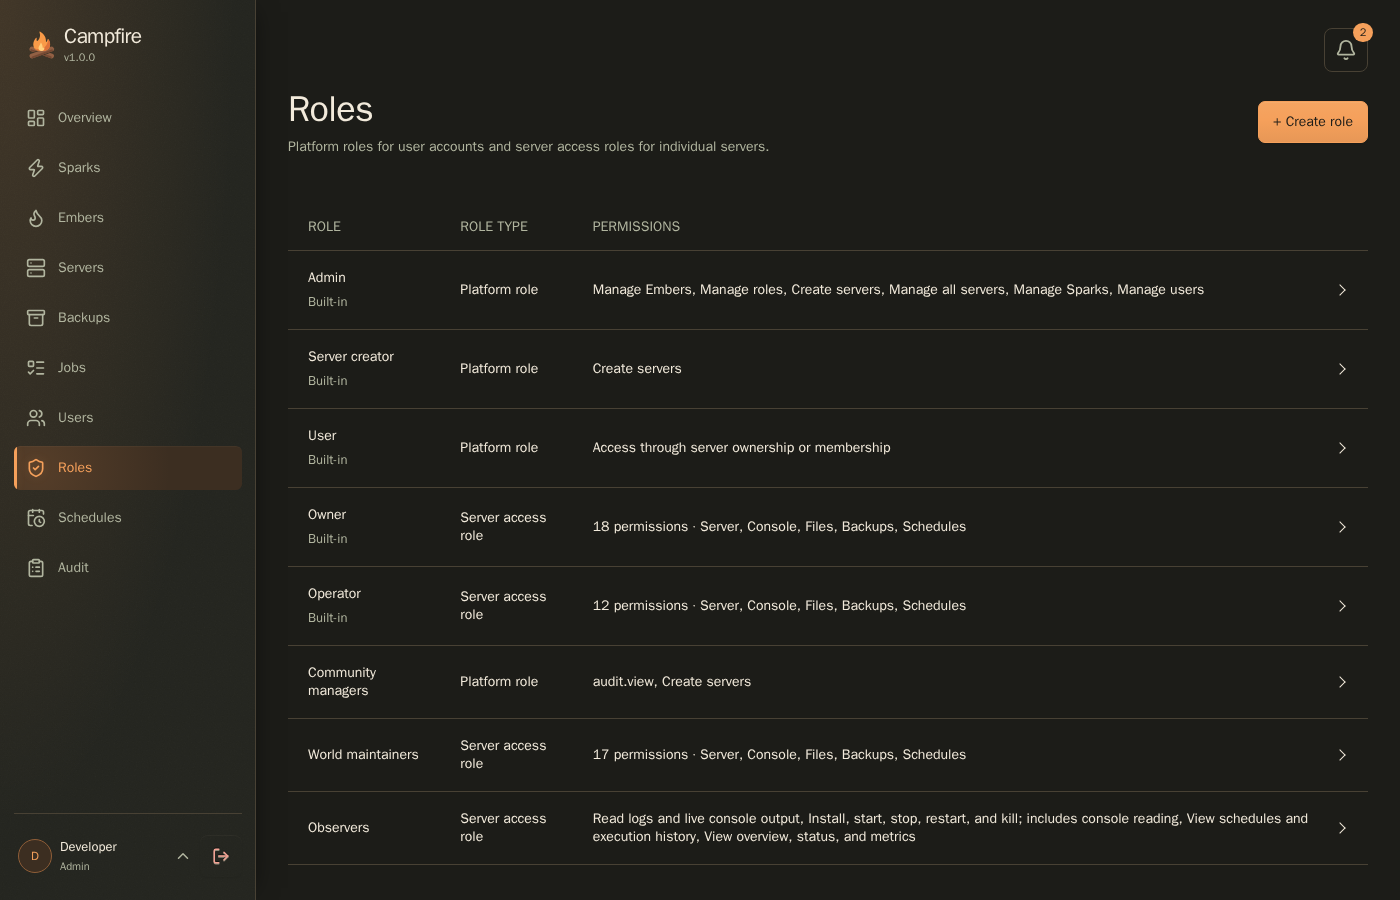 Campfire
v1.0.0
2
Overview
Sparks
Embers
Servers
Backups
Jobs
Users
Roles
Schedules
Audit
D
Developer
Admin
Roles
Platform roles for user accounts and server access roles for individual servers.
+ Create role
ROLE ROLE TYPE PERMISSIONS
Admin
Built-in
Platform role
Manage Embers, Manage roles, Create servers, Manage all servers, Manage Sparks, Manage users
Server creator
Built-in
Platform role
Create servers
User
Built-in
Platform role
Access through server ownership or membership
Owner
Built-in
Server access
role
18 permissions · Server, Console, Files, Backups, Schedules
Operator
Built-in
Server access
role
12 permissions · Server, Console, Files, Backups, Schedules
Community
managers
Platform role
audit.view, Create servers
World maintainers
Server access
role
17 permissions · Server, Console, Files, Backups, Schedules
Observers
Server access
role
Read logs and live console output, Install, start, stop, restart, and kill; includes console reading, View schedules and
execution history, View overview, status, and metrics